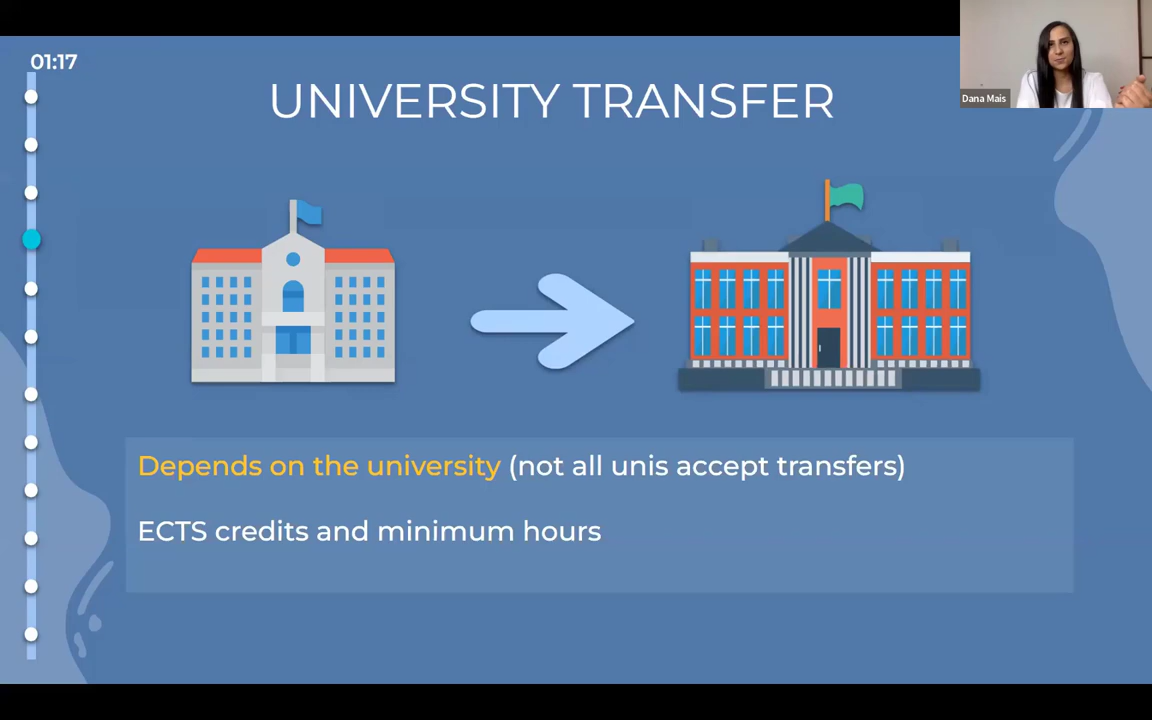 01:17
UNIVERSITY TRANSFER
Dana Mais
Depends on the university (not all unis accept transfers)
ECTS credits and minimum hours